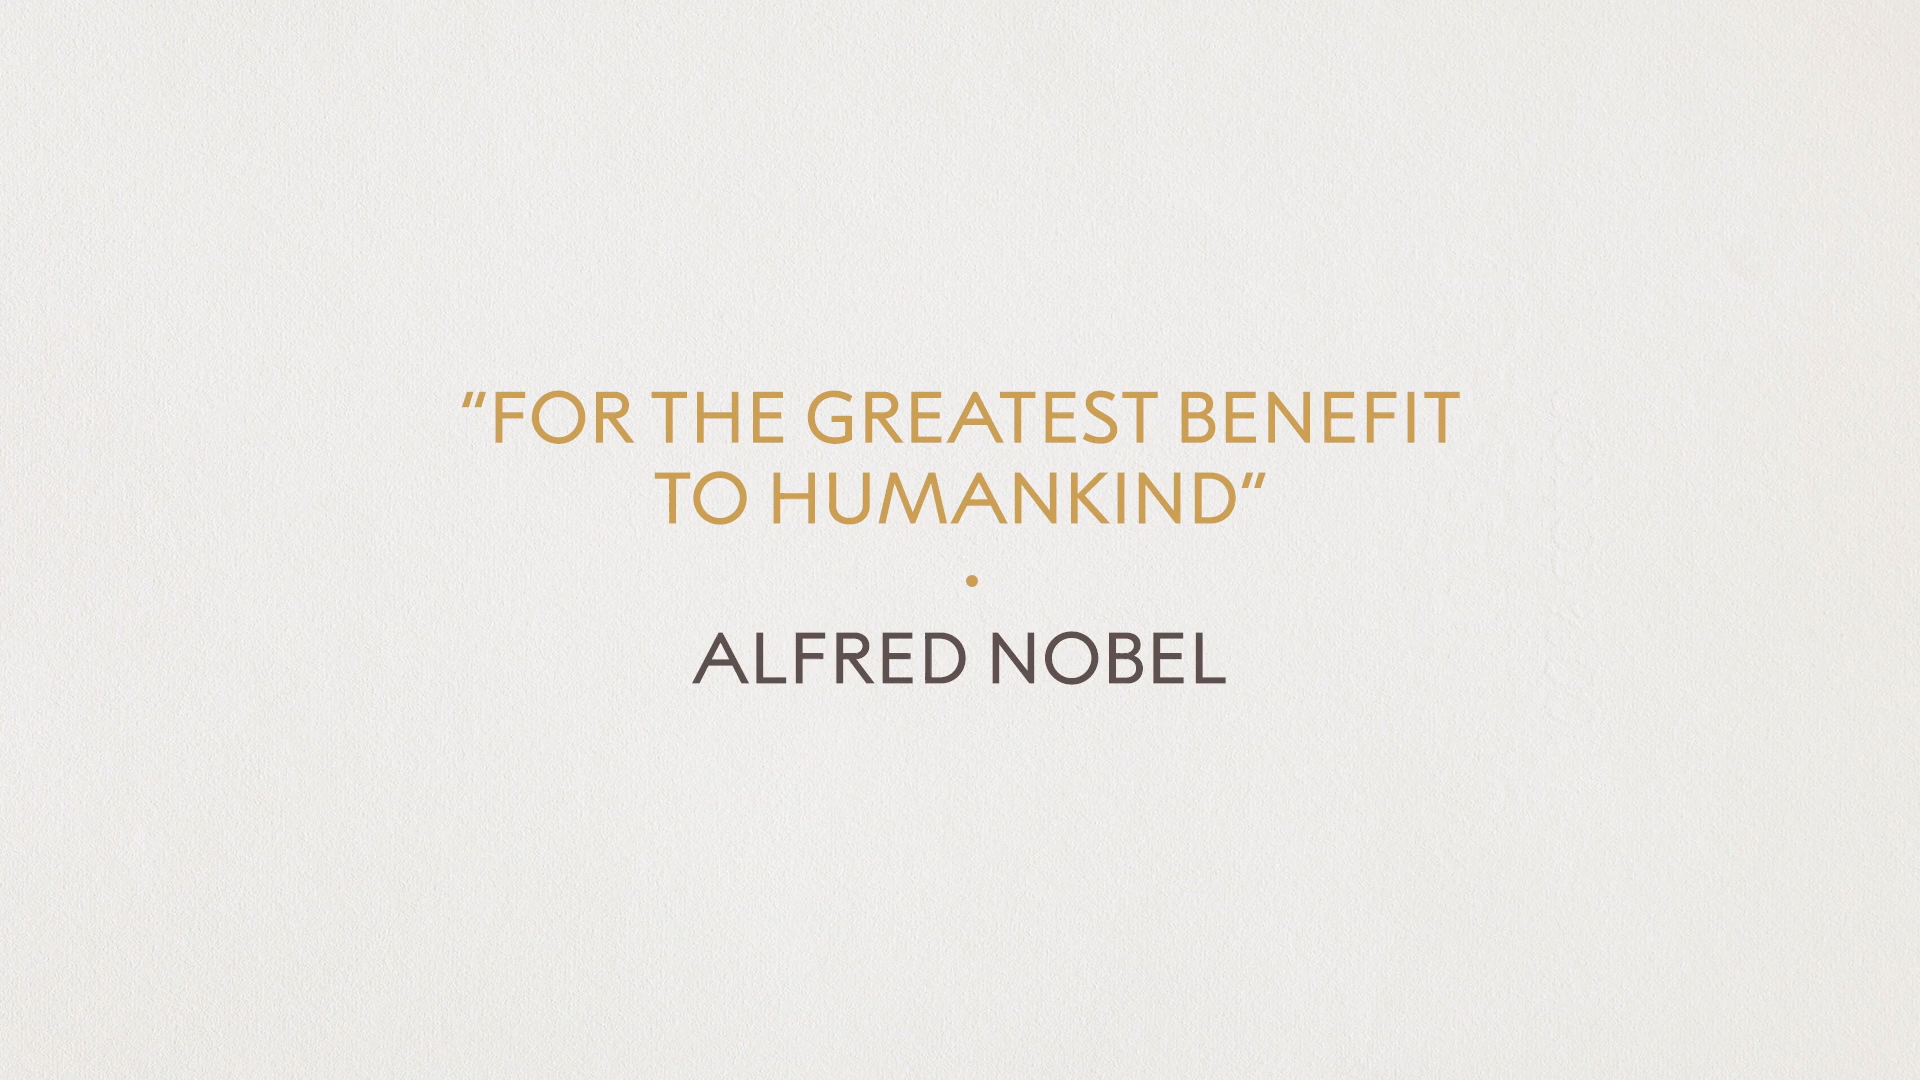 “FOR THE GREATEST BENEFIT
TO HUMANKIND”
•
ALFRED NOBEL